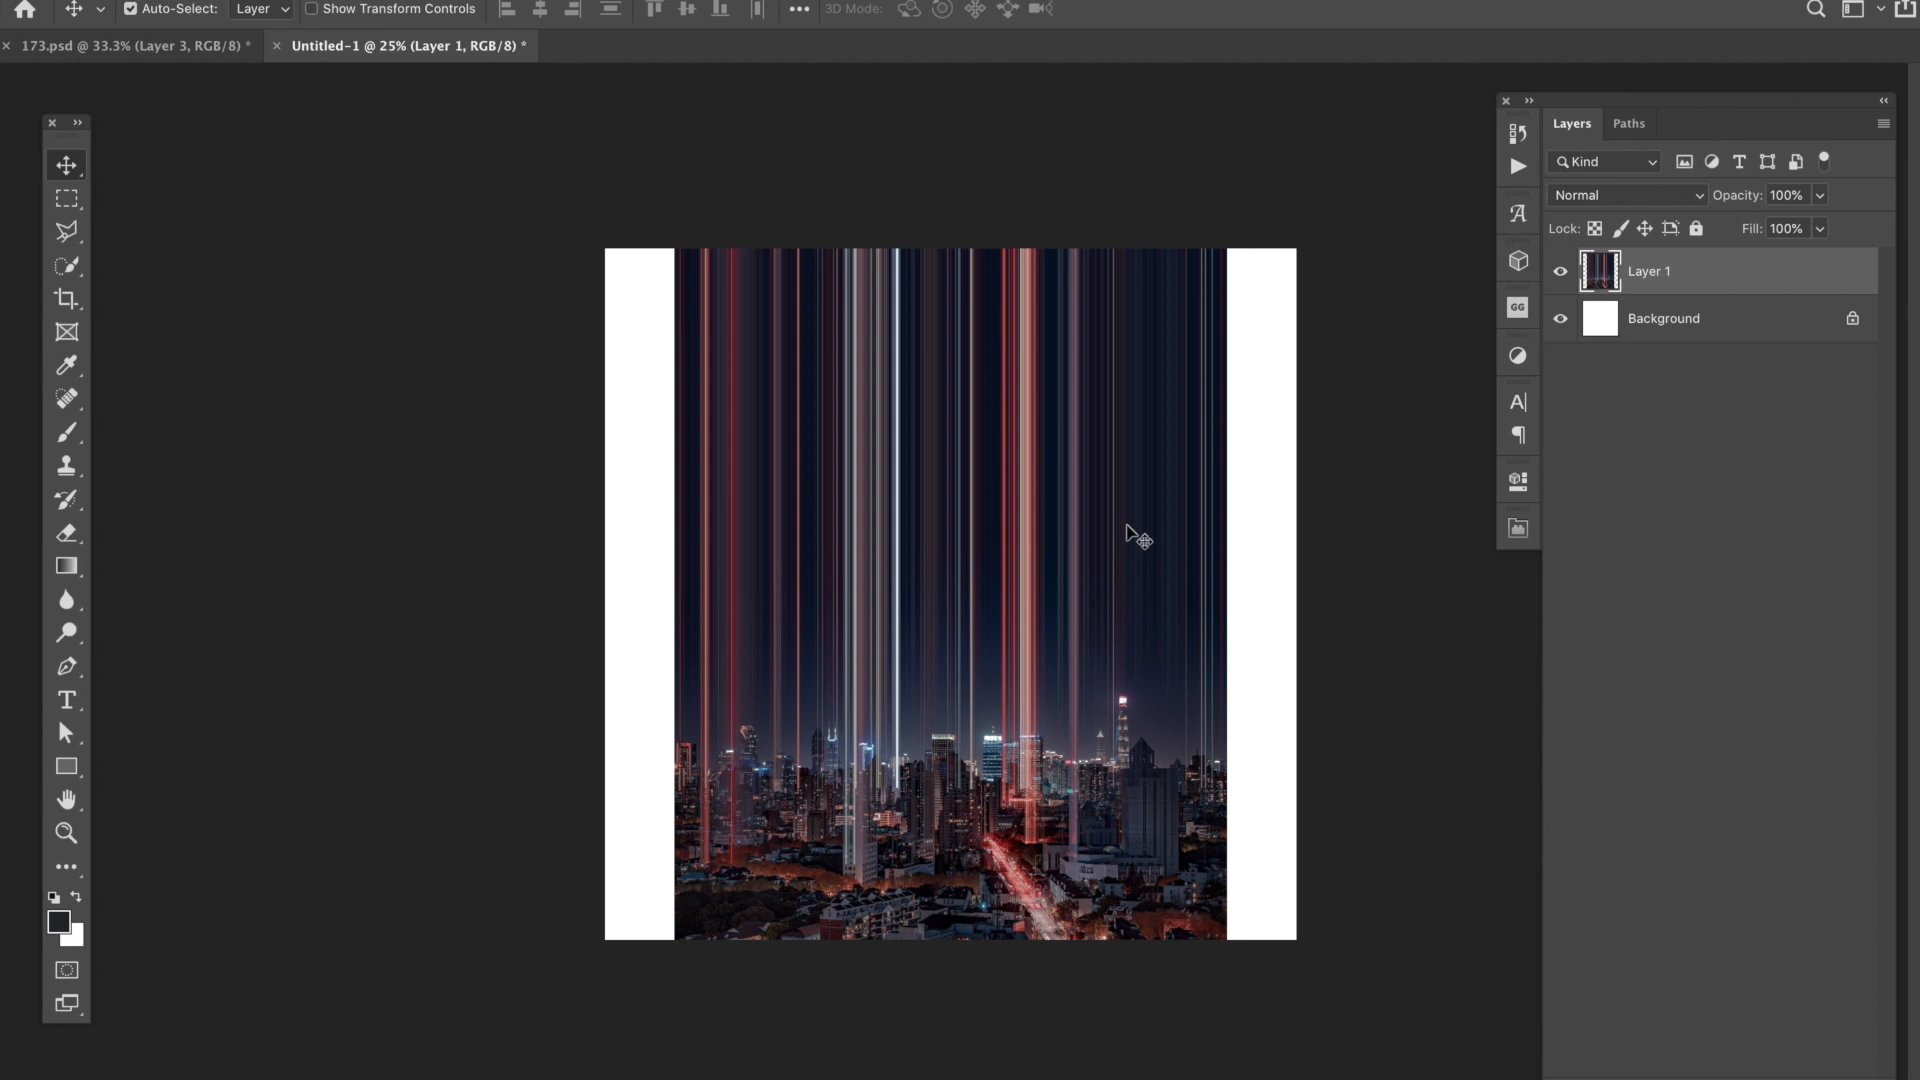 Auto-Select: Layer Show Transform Controls 3D Mode:
173.psd @ 33.3% (Layer 3, RGB/8) *
Untitled-1 @ 25% (Layer 1, RGB/8) *
Layers Paths
Kind
Normal Opacity: 100%
Lock: Fill: 100%
Layer 1
Background
GG